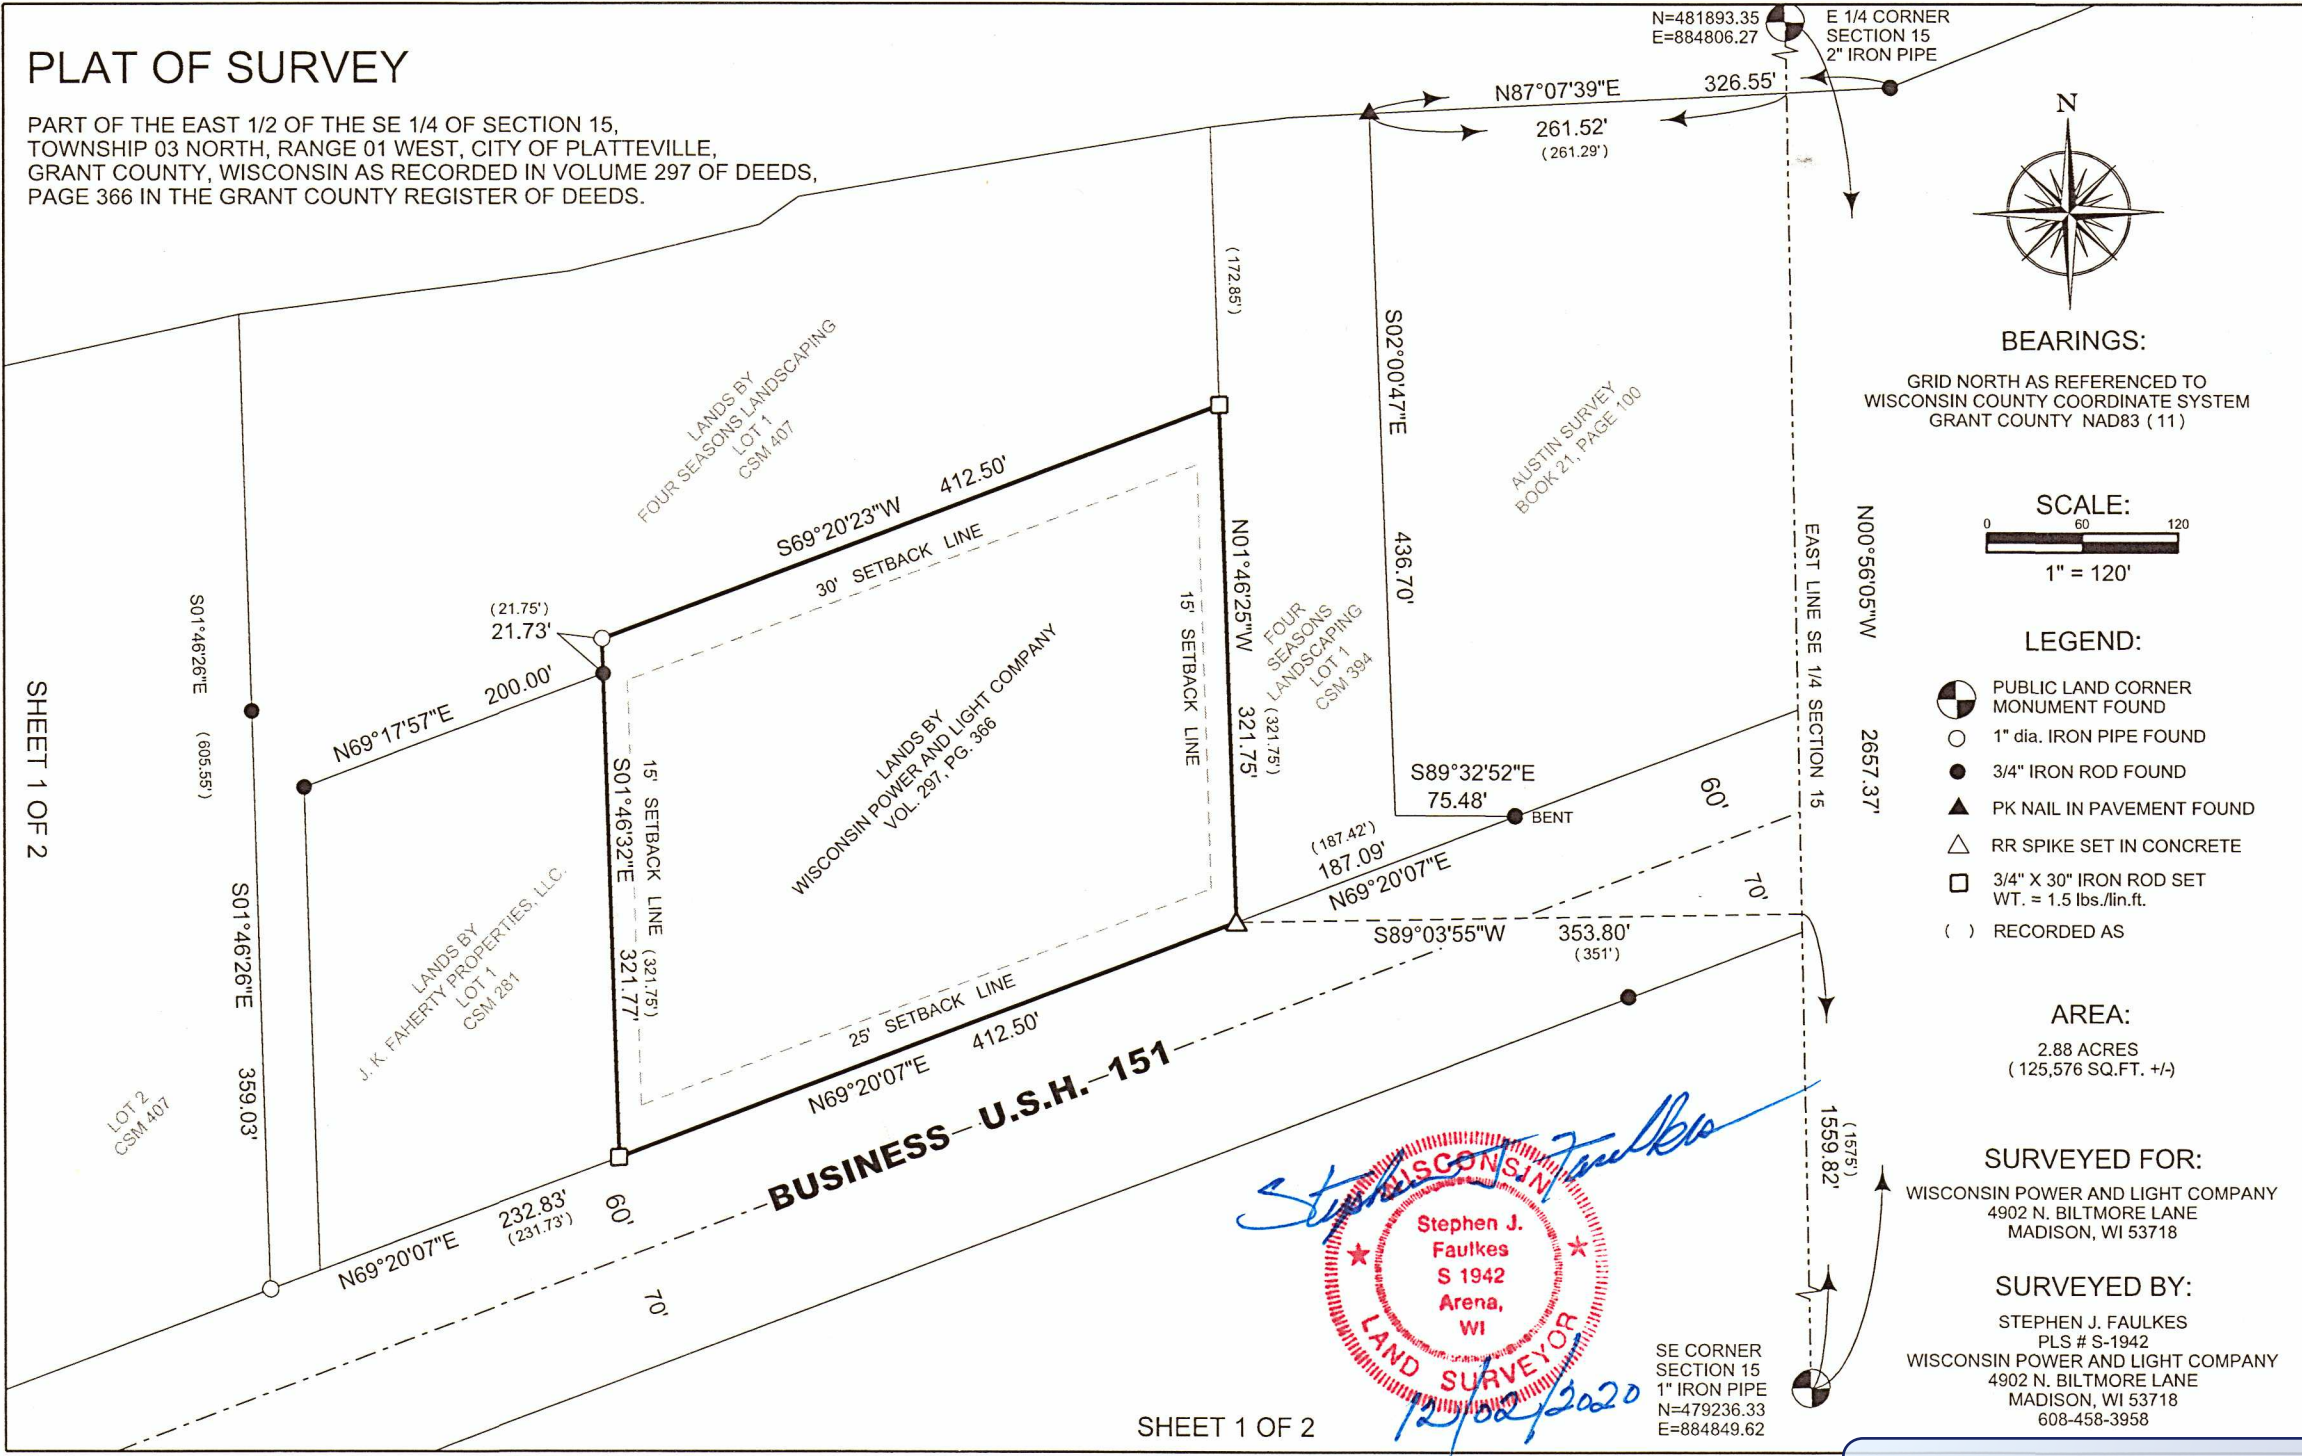 PLAT OF SURVEY
PART OF THE EAST 1/2 OF THE SE 1/4 OF SECTION 15,
TOWNSHIP 03 NORTH, RANGE 01 WEST, CITY OF PLATTEVILLE,
GRANT COUNTY, WISCONSIN AS RECORDED IN VOLUME 297 OF DEEDS,
PAGE 366 IN THE GRANT COUNTY REGISTER OF DEEDS.
N=481893.35
E=884806.27
E 1/4 CORNER
SECTION 15
2" IRON PIPE
N87°07'39"E 326.55'
261.52'
(261.29')
(172.85')
S02°00'47"E 436.70'
AUSTIN SURVEY
BOOK 21, PAGE 100
LANDS BY
FOUR SEASONS LANDSCAPING
LOT 1
CSM 407
S69°20'23"W 412.50'
30' SETBACK LINE
(21.75')
21.73'
N69°17'57"E 200.00'
S01°46'26"E (605.55')
S01°46'26"E 359.03'
SHEET 1 OF 2
15' SETBACK LINE (321.75')
S01°46'32"E 321.77'
LANDS BY
WISCONSIN POWER AND LIGHT COMPANY
VOL. 297, PG. 366
15' SETBACK LINE
N01°46'25"W 321.75'
(321.75')
FOUR
SEASONS
LANDSCAPING
LOT 1
CSM 394
S89°32'52"E
75.48'
BENT
(187.42')
187.09'
N69°20'07"E
60'
70'
S89°03'55"W 353.80'
(351')
EAST LINE SE 1/4 SECTION 15
N00°56'05"W 2657.37'
LANDS BY
J. K. FAHERTY PROPERTIES, LLC.
LOT 1
CSM 281
LOT 2
CSM 407
25' SETBACK LINE
N69°20'07"E 412.50'
BUSINESS U.S.H. 151
232.83'
(231.73')
N69°20'07"E
60'
70'
(1575')
1559.82'
Stephen J. Faulkes
WISCONSIN
Stephen J.
Faulkes
S 1942
Arena,
WI
LAND SURVEYOR
12/02/2020
SHEET 1 OF 2
SE CORNER
SECTION 15
1" IRON PIPE
N=479236.33
E=884849.62
N
BEARINGS:
GRID NORTH AS REFERENCED TO
WISCONSIN COUNTY COORDINATE SYSTEM
GRANT COUNTY NAD83 (11)
SCALE:
0 60 120
1" = 120'
LEGEND:
PUBLIC LAND CORNER
MONUMENT FOUND
1" dia. IRON PIPE FOUND
3/4" IRON ROD FOUND
PK NAIL IN PAVEMENT FOUND
RR SPIKE SET IN CONCRETE
3/4" X 30" IRON ROD SET
WT. = 1.5 lbs./lin.ft.
( ) RECORDED AS
AREA:
2.88 ACRES
(125,576 SQ.FT. +/-)
SURVEYED FOR:
WISCONSIN POWER AND LIGHT COMPANY
4902 N. BILTMORE LANE
MADISON, WI 53718
SURVEYED BY:
STEPHEN J. FAULKES
PLS # S-1942
WISCONSIN POWER AND LIGHT COMPANY
4902 N. BILTMORE LANE
MADISON, WI 53718
608-458-3958